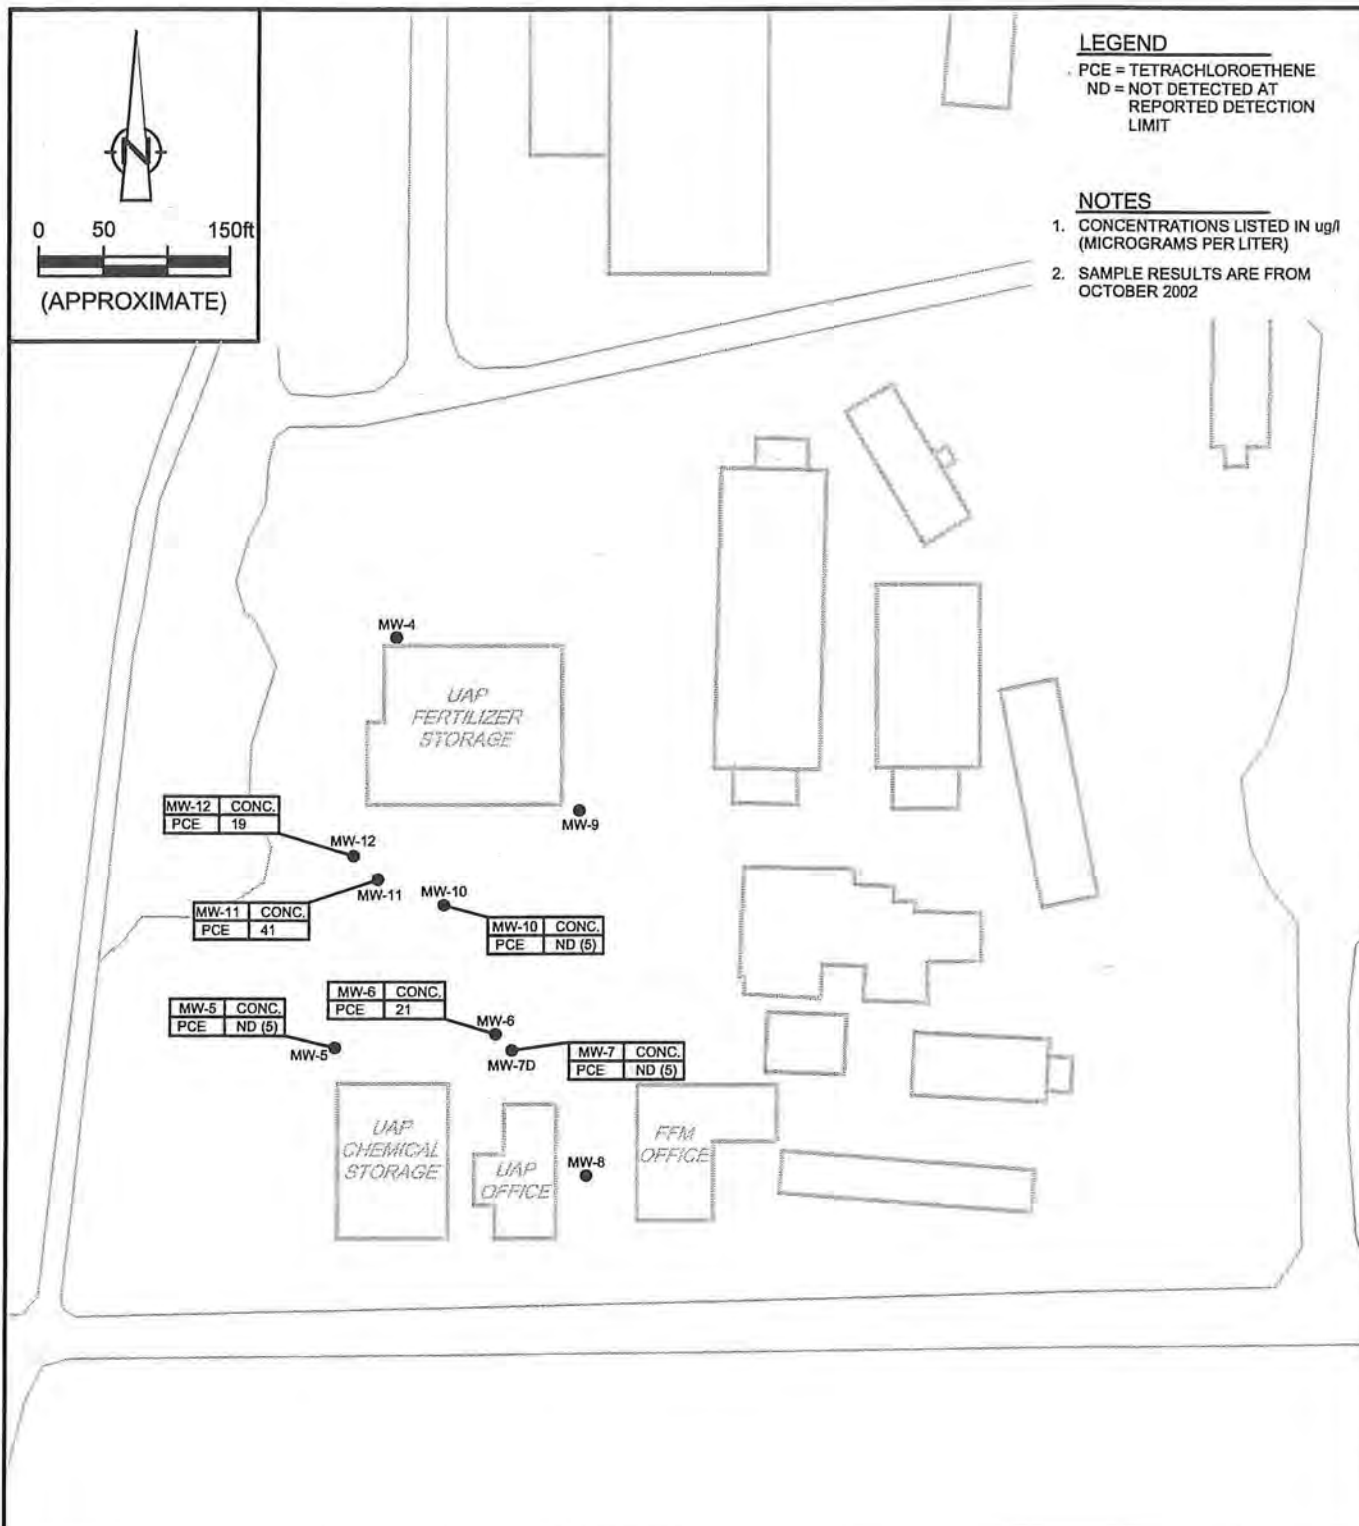 N
0 50 150ft
(APPROXIMATE)
LEGEND
PCE = TETRACHLOROETHENE
ND = NOT DETECTED AT
REPORTED DETECTION
LIMIT
NOTES
1. CONCENTRATIONS LISTED IN ug/l
(MICROGRAMS PER LITER)
2. SAMPLE RESULTS ARE FROM
OCTOBER 2002
MW-4
UAP
FERTILIZER
STORAGE
MW-12 CONC.
PCE 19
MW-9
MW-12
MW-11
MW-10
MW-11 CONC.
PCE 41
MW-10 CONC.
PCE ND (5)
MW-6 CONC.
PCE 21
MW-5 CONC.
PCE ND (5)
MW-6
MW-5
MW-7D
MW-7 CONC.
PCE ND (5)
UAP
CHEMICAL
STORAGE
UAP
OFFICE
MW-8
FFM
OFFICE